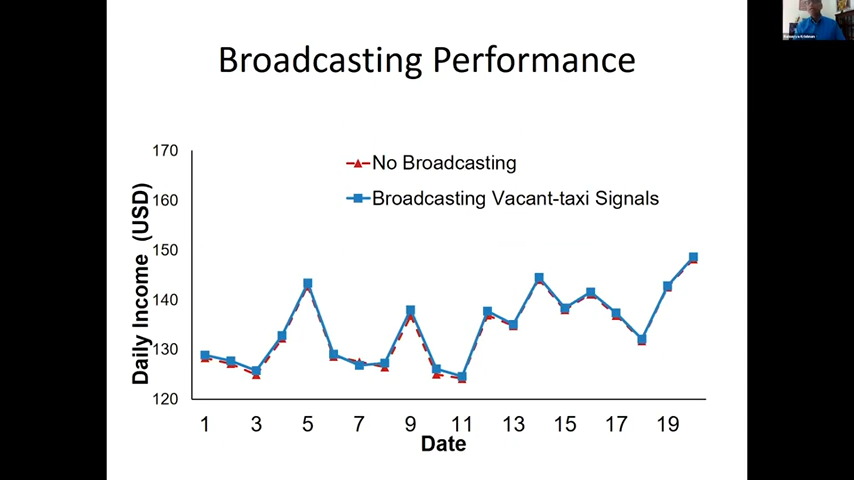 Broadcasting Performance
170
160
150
140
130
120
Daily Income (USD)
No Broadcasting
Broadcasting Vacant-taxi Signals
1 3 5 7 9 11 13 15 17 19
Date